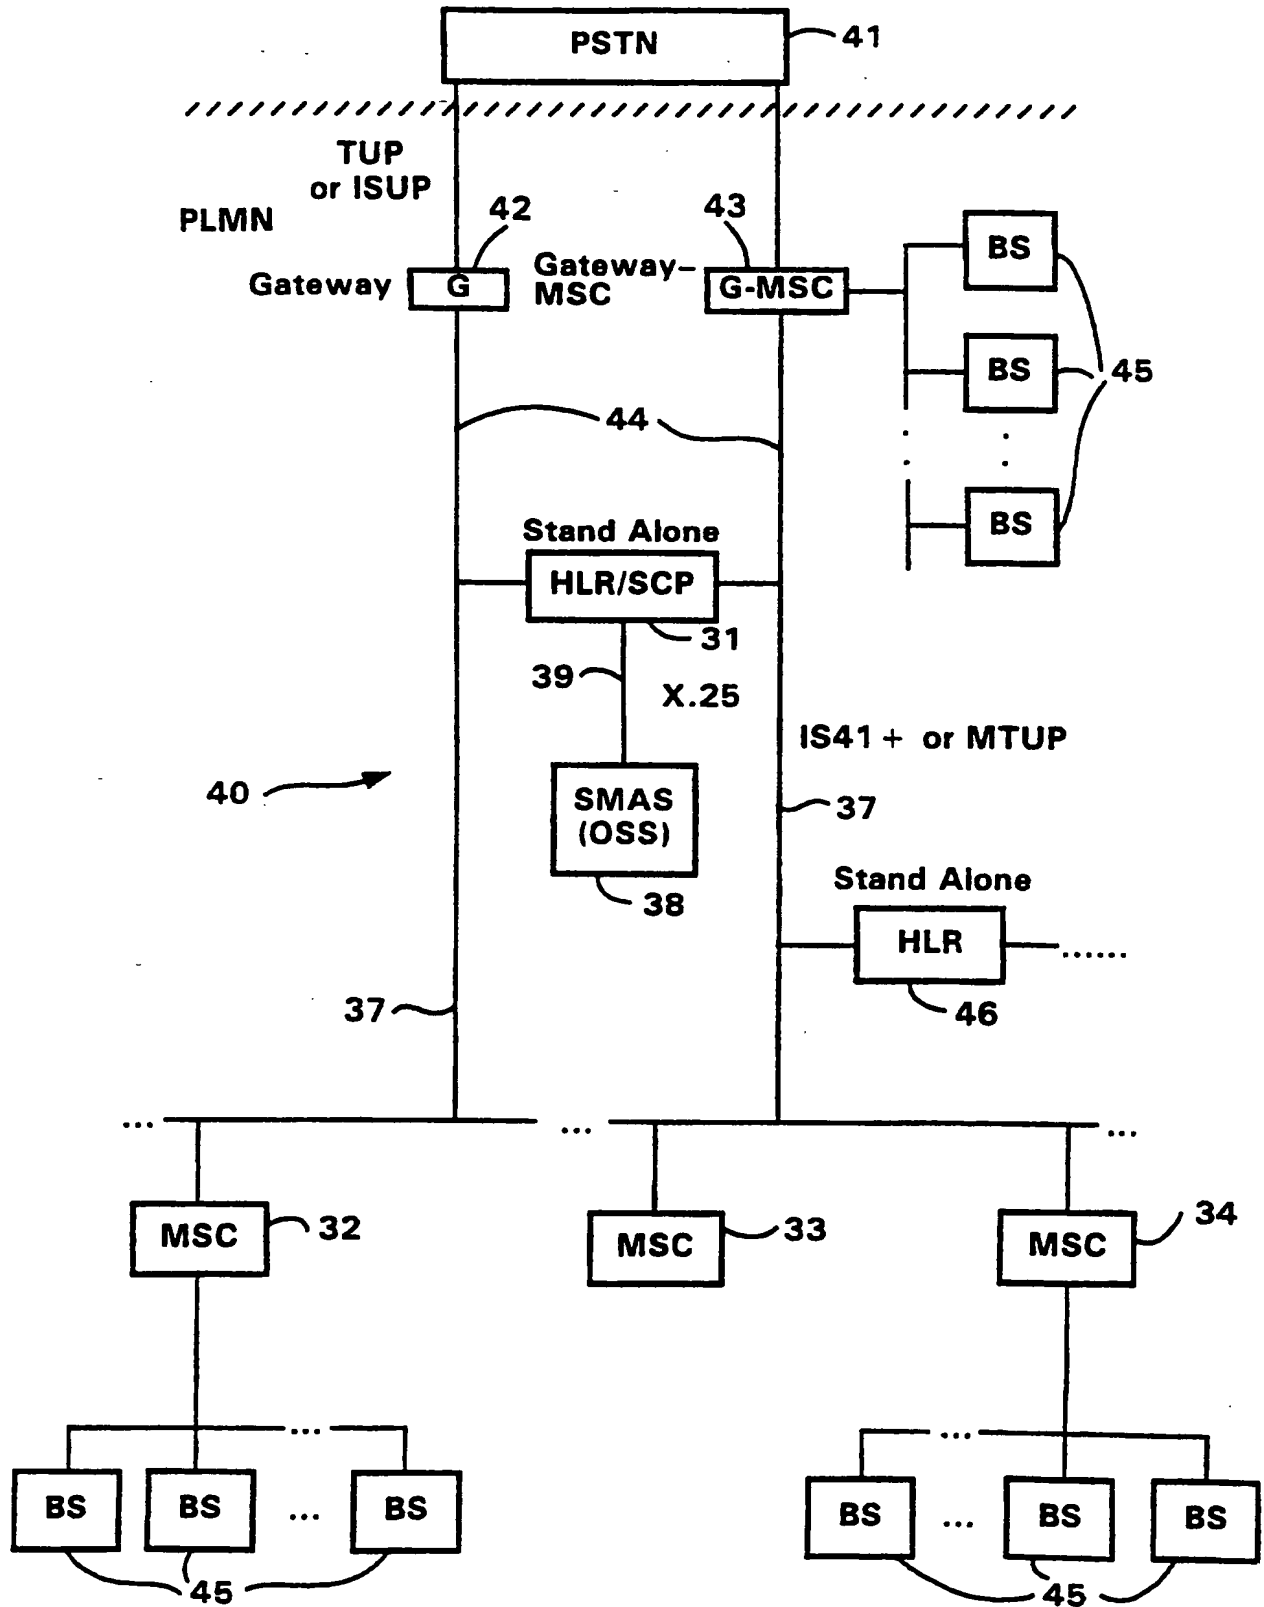 PSTN
41
TUP
or ISUP
PLMN
42
43
Gateway
G
Gateway-
MSC
G-MSC
BS
BS
45
44
BS
Stand Alone
HLR/SCP
31
39
X.25
IS41+ or MTUP
40
SMAS
(OSS)
37
38
Stand Alone
HLR
......
46
37
...
...
...
MSC
32
MSC
33
MSC
34
...
...
BS
BS
...
BS
BS
...
BS
BS
45
45